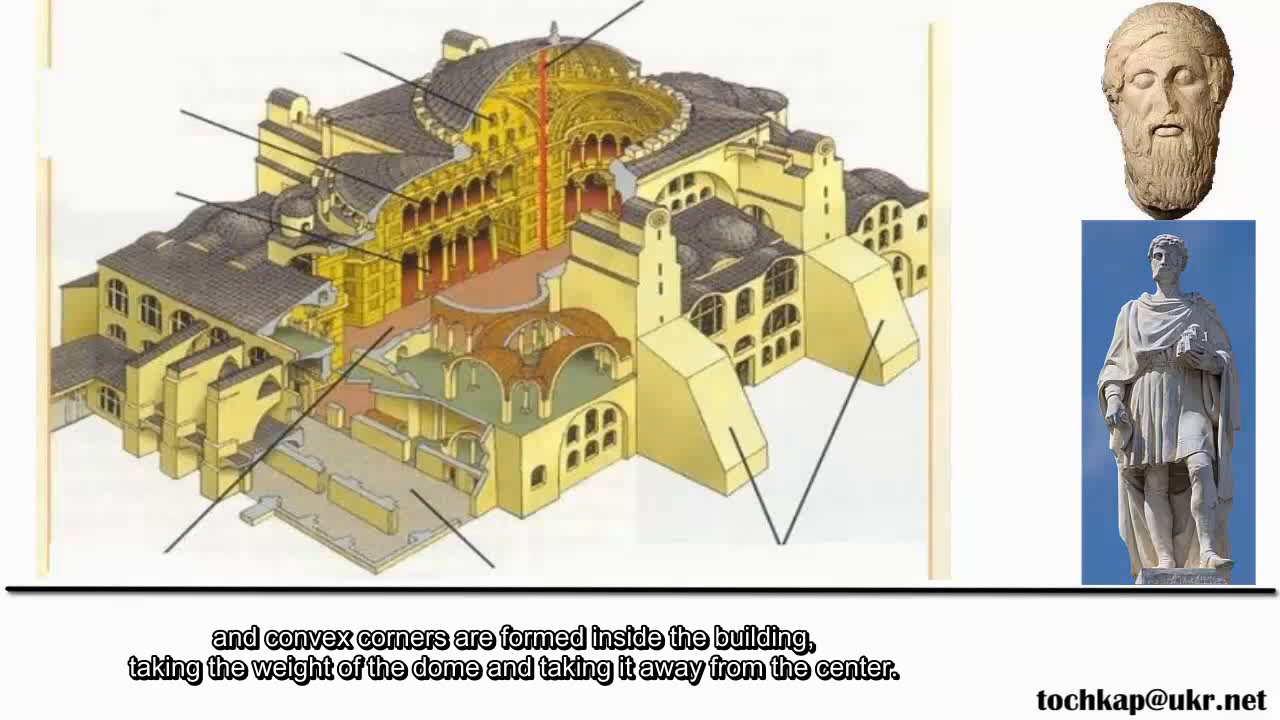 and convex corners are formed inside the building,
taking the weight of the dome and taking it away from the center.
tochkap@ukr.net